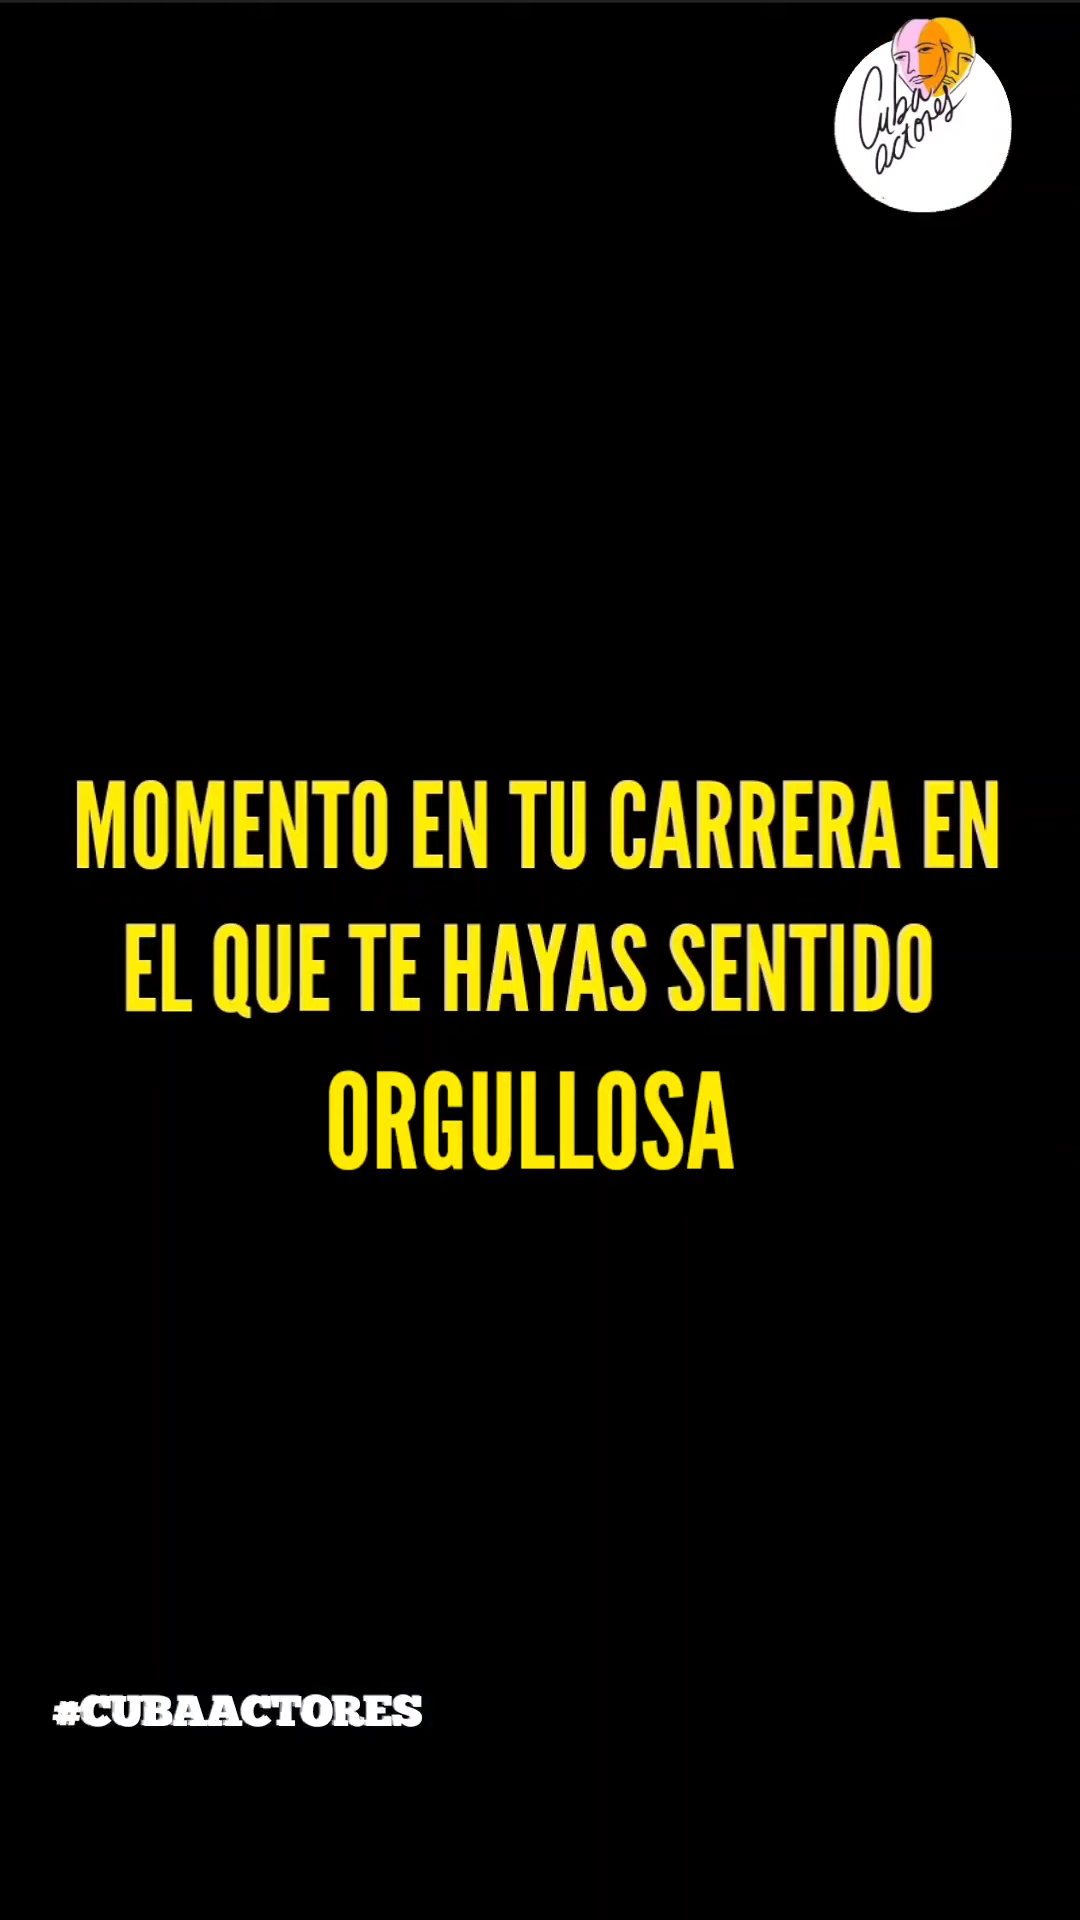 Cuba
actores
MOMENTO EN TU CARRERA EN
EL QUE TE HAYAS SENTIDO
ORGULLOSA
#CUBAACTORES